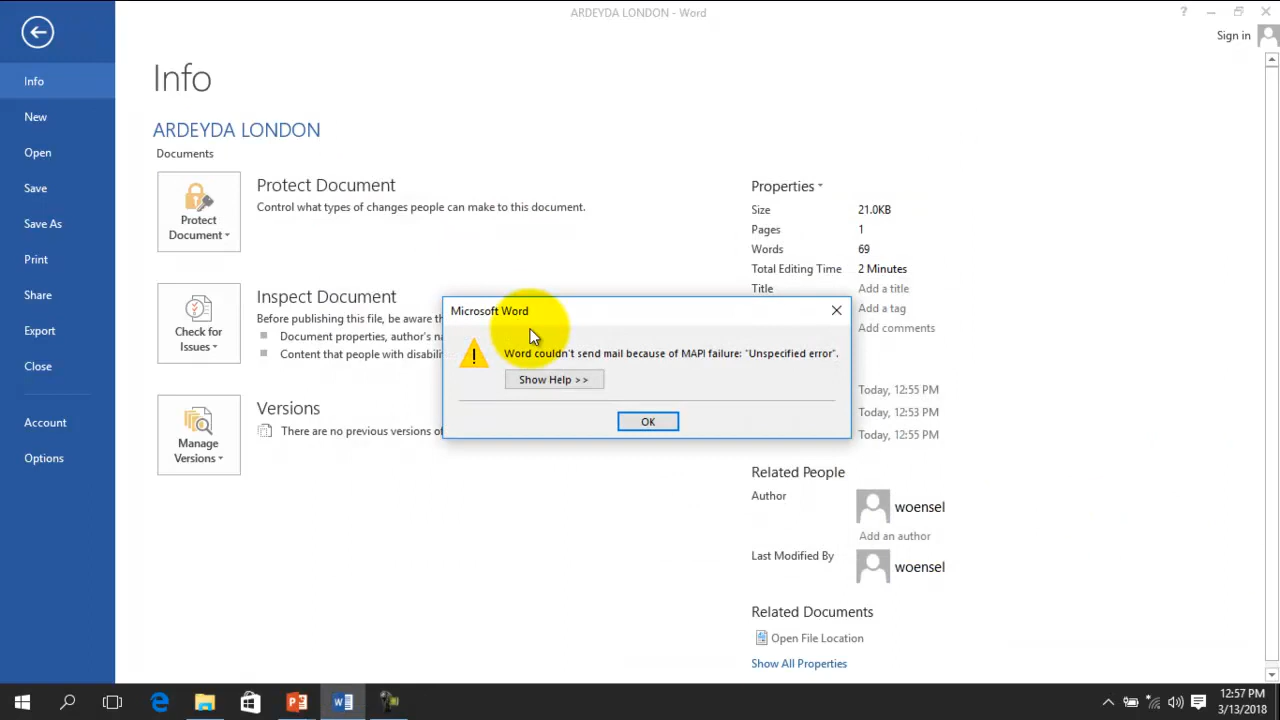 ARDEYDA LONDON - Word
?
Sign in
Info
New
Open
Save
Save As
Print
Share
Export
Close
Account
Options
Info
ARDEYDA LONDON
Documents
Protect Document
Protect Document
Control what types of changes people can make to this document.
Check for Issues
Inspect Document
Before publishing this file, be aware
Document properties, author's
Content that people with
Manage Versions
Versions
There are no previous versions
Microsoft Word
Word couldn't send mail because of MAPI failure: "Unspecified error".
Show Help >>
OK
Properties
Size 21.0KB
Pages 1
Words 69
Total Editing Time 2 Minutes
Title Add a title
Add a tag
Add comments
Today, 12:55 PM
Today, 12:53 PM
Today, 12:55 PM
Related People
Author
woensel
Add an author
Last Modified By
woensel
Related Documents
Open File Location
Show All Properties
12:57 PM
3/13/2018